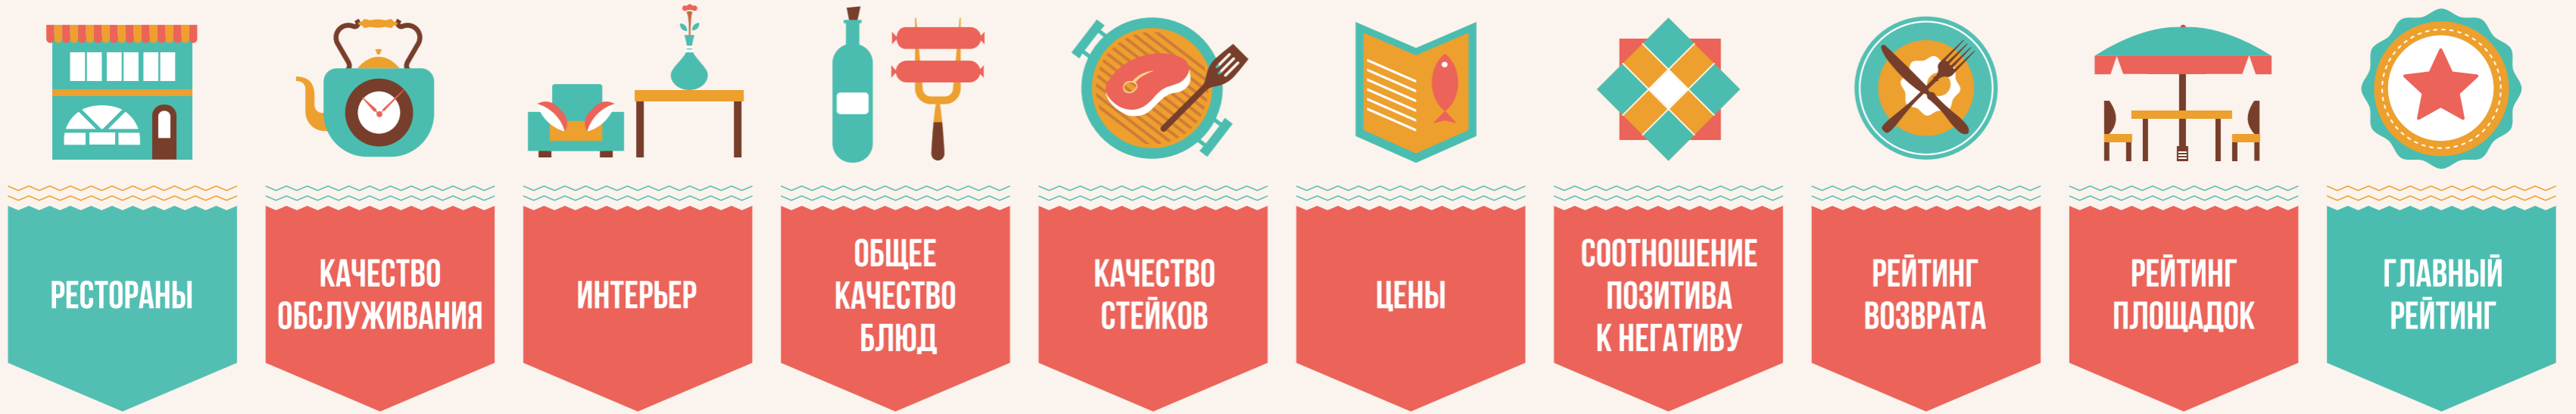 РЕСТОРАНЫ
КАЧЕСТВО
ОБСЛУЖИВАНИЯ
ИНТЕРЬЕР
ОБЩЕЕ
КАЧЕСТВО
БЛЮД
КАЧЕСТВО
СТЕЙКОВ
ЦЕНЫ
СООТНОШЕНИЕ
ПОЗИТИВА
К НЕГАТИВУ
РЕЙТИНГ
ВОЗВРАТА
РЕЙТИНГ
ПЛОЩАДОК
ГЛАВНЫЙ
РЕЙТИНГ